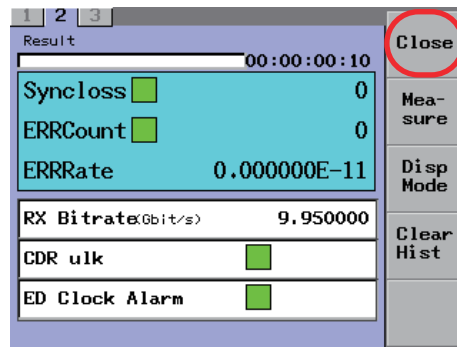 1 2 3
Result
00:00:00:10
Close
Syncloss 0
ERRCount 0
ERRRate 0.000000E-11
Mea-
sure
Disp
Mode
RX Bitrate(Gbit/s) 9.950000
CDR ulk
ED Clock Alarm
Clear
Hist